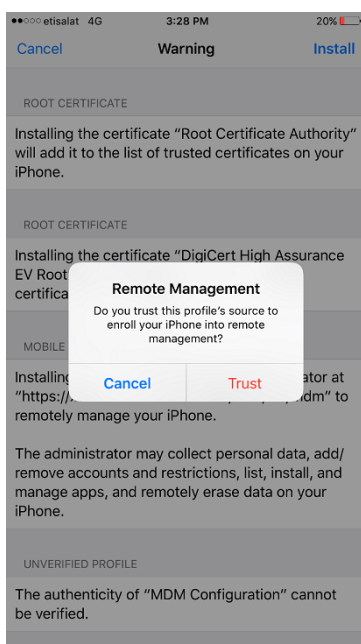 etisalat 4G 3:28 PM 20%
Cancel Warning Install
ROOT CERTIFICATE
Installing the certificate “Root Certificate Authority”
will add it to the list of trusted certificates on your
iPhone.
ROOT CERTIFICATE
Installing the certificate “DigiCert High Assurance
EV Root
certifica
Remote Management
Do you trust this profile's source to
enroll your iPhone into remote
management?
Cancel Trust
MOBILE
Installing ator at
“https:// dm” to
remotely manage your iPhone.
The administrator may collect personal data, add/
remove accounts and restrictions, list, install, and
manage apps, and remotely erase data on your
iPhone.
UNVERIFIED PROFILE
The authenticity of “MDM Configuration” cannot
be verified.